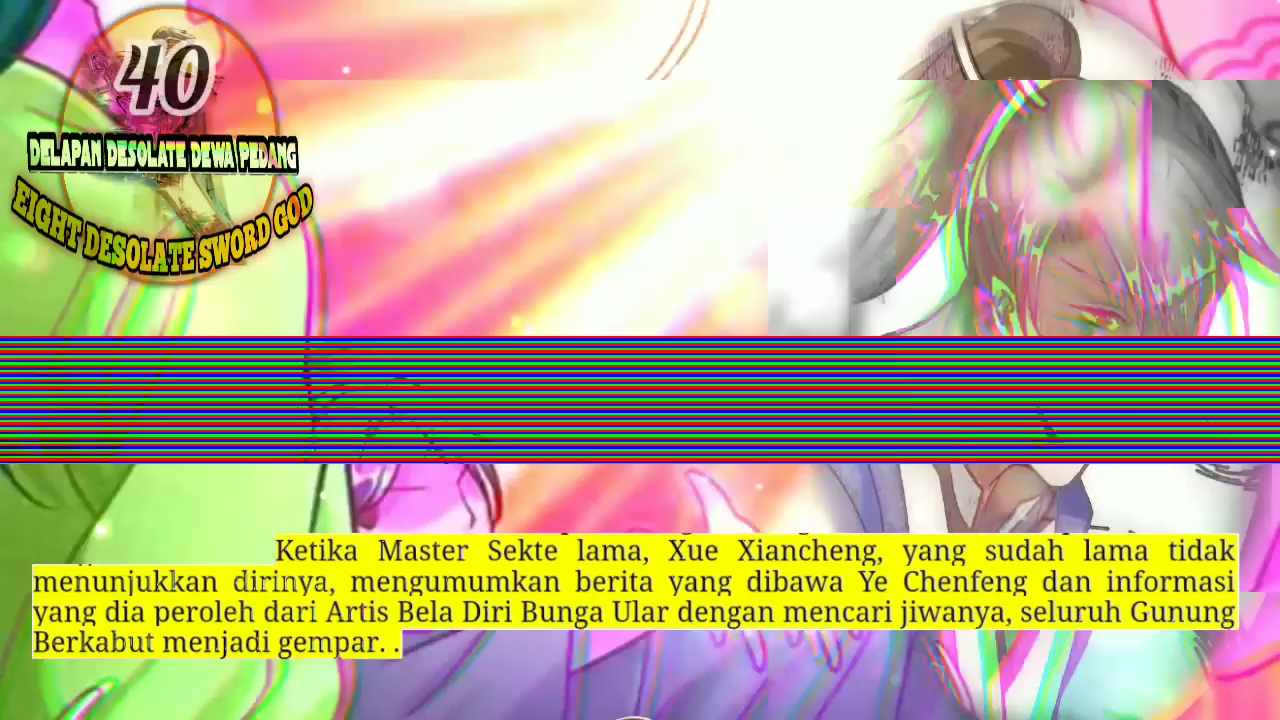 40
DELAPAN DESOLATE DEWA PEDANG
EIGHT DESOLATE SWORD GOD
Ketika Master Sekte lama, Xue Xiancheng, yang sudah lama tidak
menunjukkan dirinya, mengumumkan berita yang dibawa Ye Chenfeng dan informasi
yang dia peroleh dari Artis Bela Diri Bunga Ular dengan mencari jiwanya, seluruh Gunung
Berkabut menjadi gempar. .